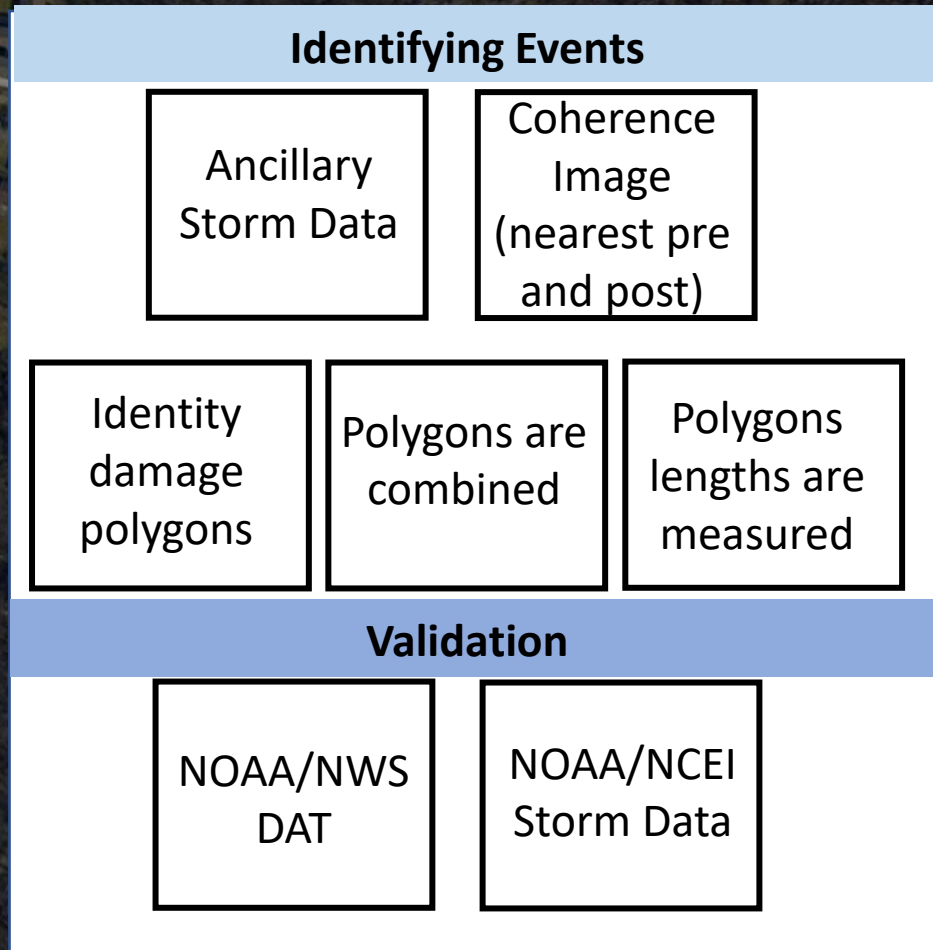 Identifying Events
Ancillary
Storm Data
Coherence
Image
(nearest pre
and post)
Identity
damage
polygons
Polygons are
combined
Polygons
lengths are
measured
Validation
NOAA/NWS
DAT
NOAA/NCEI
Storm Data